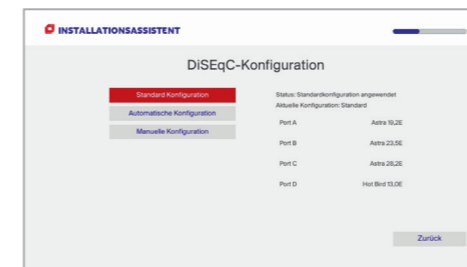 INSTALLATIONSASSISTENT
DiSEqC-Konfiguration
Standard Konfiguration
Automatische Konfiguration
Manuelle Konfiguration
Status: Standardkonfiguration angewendet
Aktuelle Konfiguration: Standard
Port A Astra 19,2E
Port B Astra 23,5E
Port C Astra 28,2E
Port D Hot Bird 13,0E
Zurück